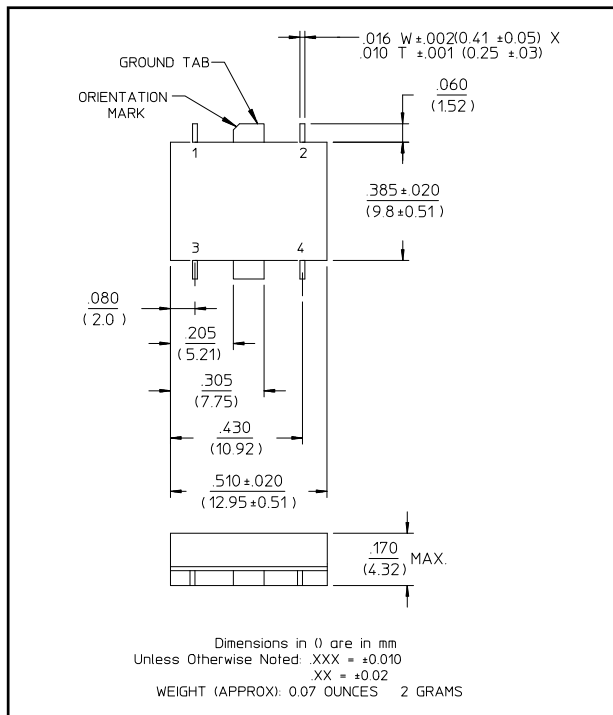 .016 W ±.002(0.41 ±0.05) X
.010 T ±.001 (0.25 ±.03)
GROUND TAB
ORIENTATION
MARK
.060
(1.52)
1
2
.385±.020
(9.8±0.51)
3
4
.080
( 2.0 )
.205
( 5.21)
.305
(7.75)
.430
(10.92 )
.510±.020
(12.95±0.51)
.170
(4.32)
MAX.
Dimensions in () are in mm
Unless Otherwise Noted: .XXX = ±0.010
.XX = ±0.02
WEIGHT (APPROX): 0.07 OUNCES 2 GRAMS